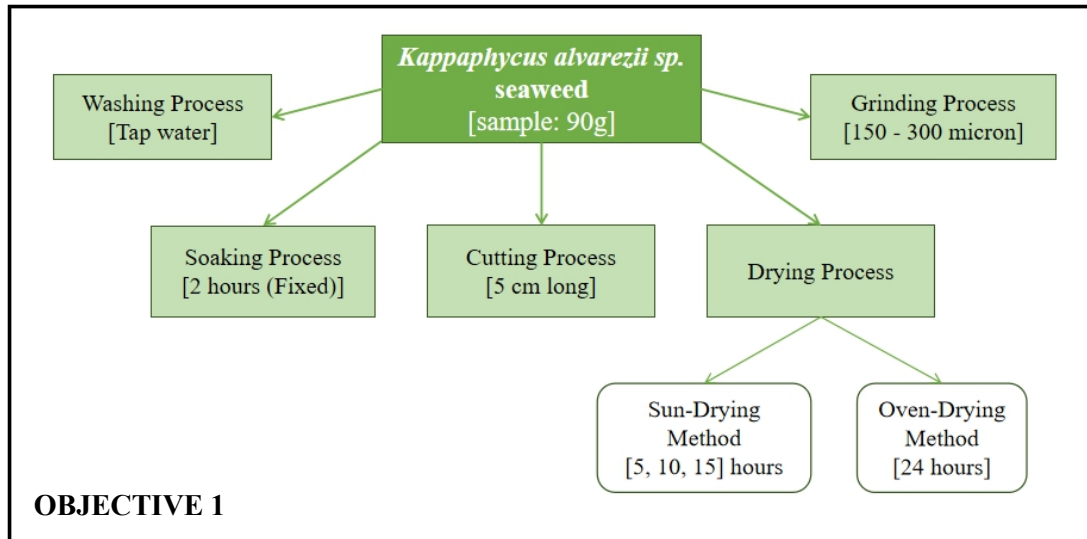 Kappaphycus alvarezii sp.
seaweed
[sample: 90g]
Washing Process
[Tap water]
Grinding Process
[150 - 300 micron]
Soaking Process
[2 hours (Fixed)]
Cutting Process
[5 cm long]
Drying Process
Sun-Drying
Method
[5, 10, 15] hours
Oven-Drying
Method
[24 hours]
OBJECTIVE 1